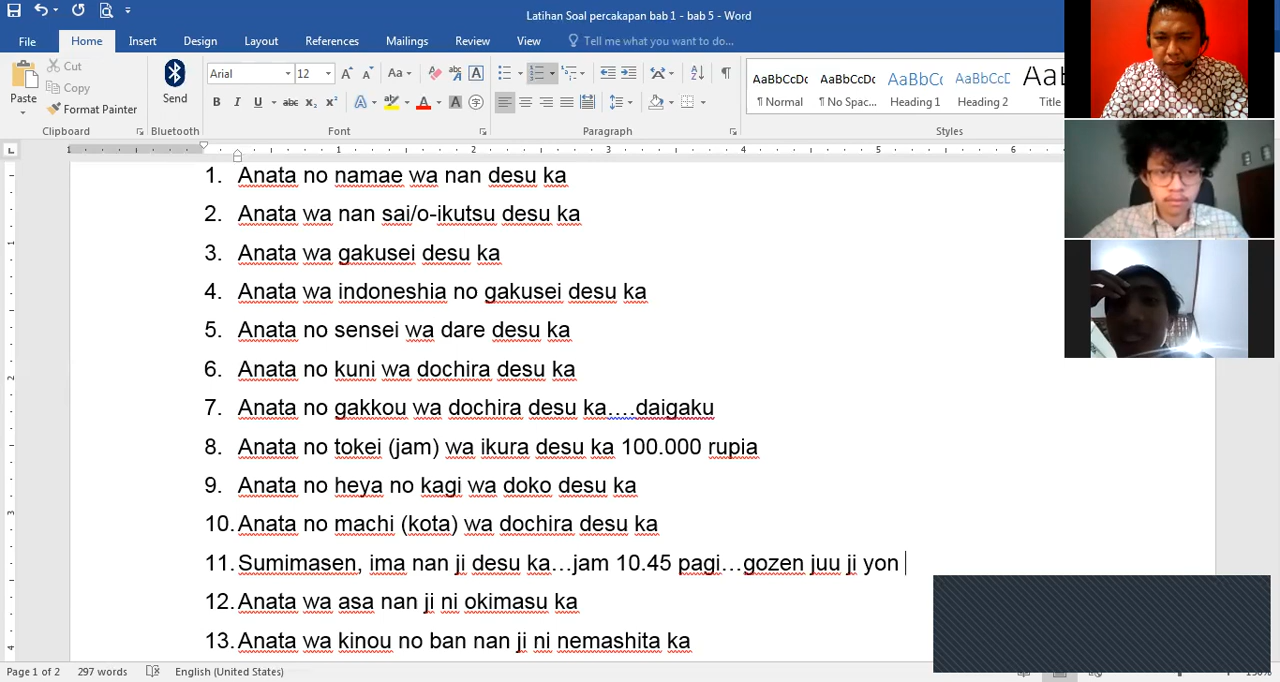 Latihan Soal percakapan bab 1 - bab 5 - Word
File Home Insert Design Layout References Mailings Review View Tell me what you want to do...
Cut
Copy
Format Painter
Paste
Send
Clipboard Bluetooth Font Paragraph Styles
Arial 12
AaBbCcDc AaBbCcDc AaBbCc AaBbCcD Aa
¶ Normal ¶ No Spac... Heading 1 Heading 2 Title
1. Anata no namae wa nan desu ka
2. Anata wa nan sai/o-ikutsu desu ka
3. Anata wa gakusei desu ka
4. Anata wa indoneshia no gakusei desu ka
5. Anata no sensei wa dare desu ka
6. Anata no kuni wa dochira desu ka
7. Anata no gakkou wa dochira desu ka....daigaku
8. Anata no tokei (jam) wa ikura desu ka 100.000 rupia
9. Anata no heya no kagi wa doko desu ka
10. Anata no machi (kota) wa dochira desu ka
11. Sumimasen, ima nan ji desu ka...jam 10.45 pagi...gozen juu ji yon
12. Anata wa asa nan ji ni okimasu ka
13. Anata wa kinou no ban nan ji ni nemashita ka
Page 1 of 2 297 words English (United States)